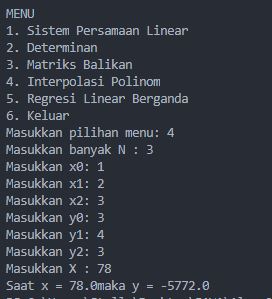 MENU
1. Sistem Persamaan Linear
2. Determinan
3. Matriks Balikan
4. Interpolasi Polinom
5. Regresi Linear Berganda
6. Keluar
Masukkan pilihan menu: 4
Masukkan banyak N : 3
Masukkan x0: 1
Masukkan x1: 2
Masukkan x2: 3
Masukkan y0: 3
Masukkan y1: 4
Masukkan y2: 3
Masukkan X : 78
Saat x = 78.0maka y = -5772.0